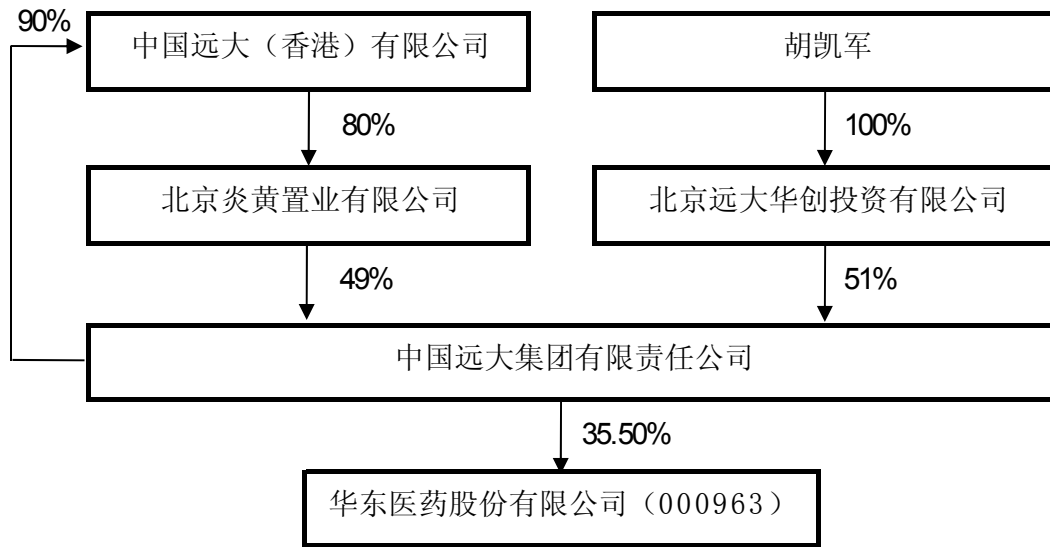 90%
中国远大（香港）有限公司
胡凯军
80%
100%
北京炎黄置业有限公司
北京远大华创投资有限公司
49%
51%
中国远大集团有限责任公司
35.50%
华东医药股份有限公司（000963）